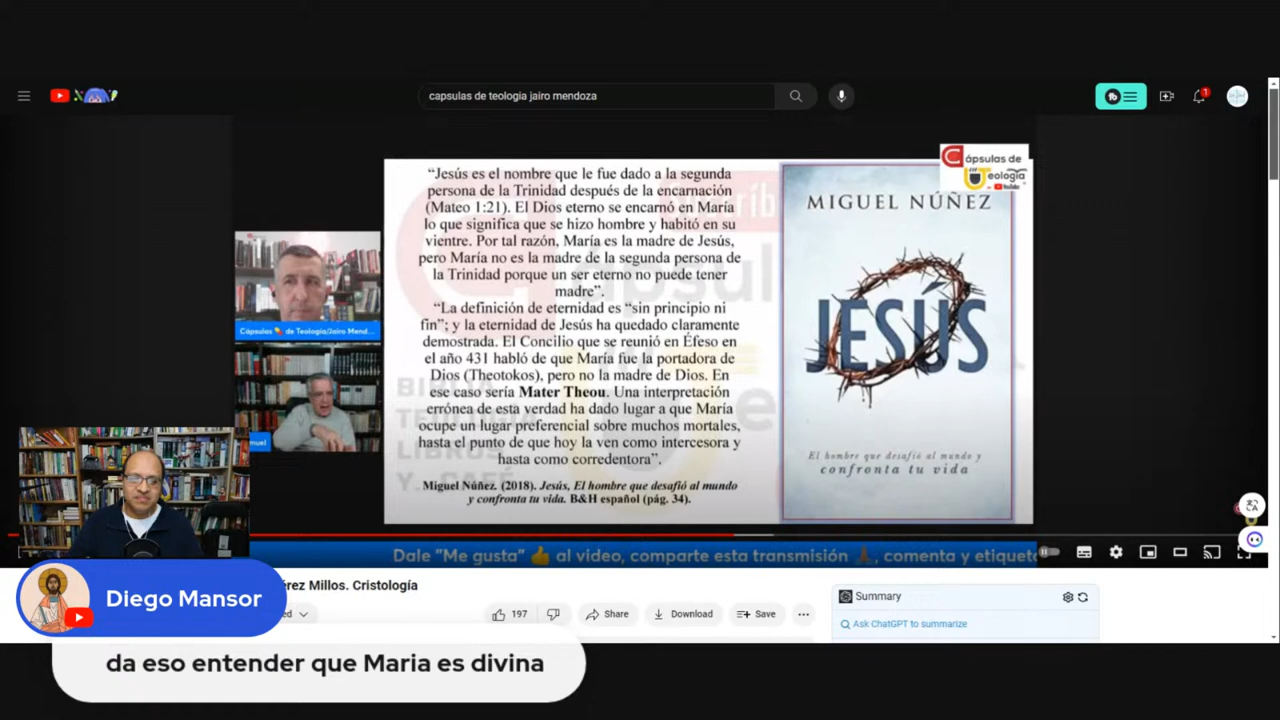 capsulas de teologia jairo mendoza
1
Cápsulas de
Teología
YouTube
“Jesús es el nombre que le fue dado a la segunda
persona de la Trinidad después de la encarnación
(Mateo 1:21). El Dios eterno se encarnó en María
lo que significa que se hizo hombre y habitó en su
vientre. Por tal razón, María es la madre de Jesús,
pero María no es la madre de la segunda persona de
la Trinidad porque un ser eterno no puede tener
madre”.
“La definición de eternidad es “sin principio ni
fin”; y la eternidad de Jesús ha quedado claramente
demostrada. El Concilio que se reunió en Éfeso en
el año 431 habló de que María fue la portadora de
Dios (Theotokos), pero no la madre de Dios. En
ese caso sería Mater Theou. Una interpretación
errónea de esta verdad ha dado lugar a que María
ocupe un lugar preferencial sobre muchos mortales,
hasta el punto de que hoy la ven como intercesora y
hasta como corredentora”.
Miguel Núñez. (2018). Jesús, El hombre que desafió al mundo
y confronta tu vida. B&H español (pág. 34).
MIGUEL NÚÑEZ
JESÚS
El hombre que desafió al mundo y
confronta tu vida
Cápsulas de Teología/Jairo Mend...
muel
Dale "Me gusta" al video, comparte esta transmisión, comenta y etiquet
érez Millos. Cristología
ed
197
Share
Download
Save
Summary
Ask ChatGPT to summarize
Diego Mansor
da eso entender que Maria es divina